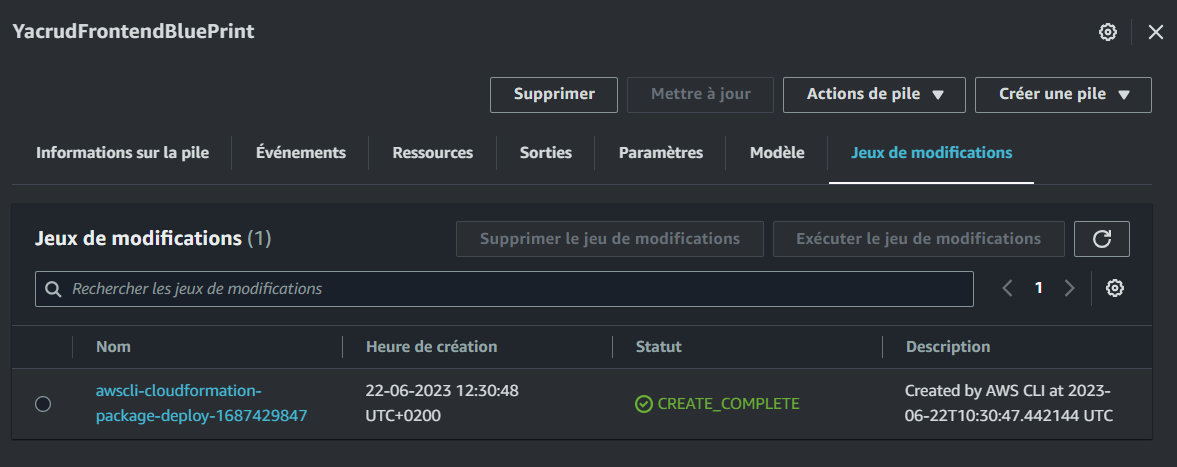 YacrudFrontendBluePrint
Supprimer
Mettre à jour
Actions de pile
Créer une pile
Informations sur la pile
Événements
Ressources
Sorties
Paramètres
Modèle
Jeux de modifications
Jeux de modifications (1)
Supprimer le jeu de modifications
Exécuter le jeu de modifications
Rechercher les jeux de modifications
1
Nom
Heure de création
Statut
Description
awscli-cloudformation-
package-deploy-1687429847
22-06-2023 12:30:48
UTC+0200
CREATE_COMPLETE
Created by AWS CLI at 2023-
06-22T10:30:47.442144 UTC